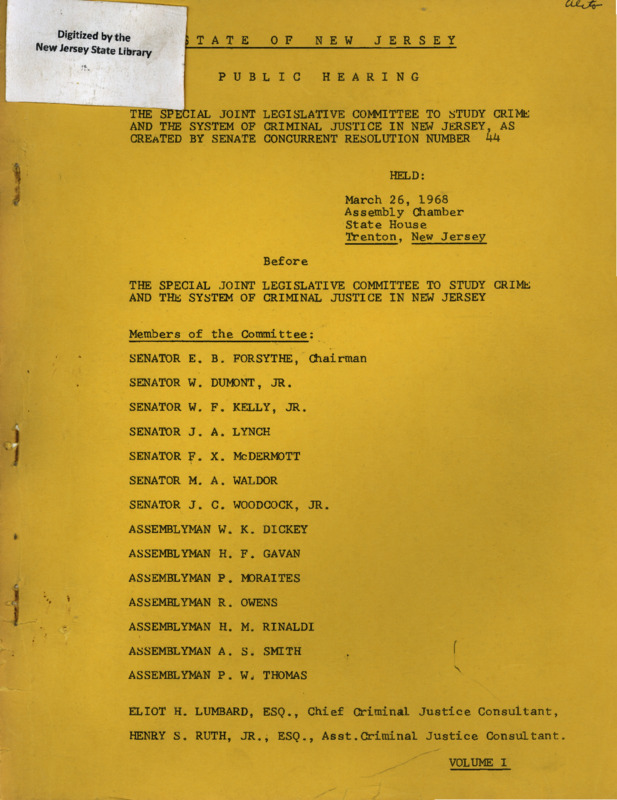 Alito
Digitized by the
New Jersey State Library
STATE OF NEW JERSEY
PUBLIC HEARING
THE SPECIAL JOINT LEGISLATIVE COMMITTEE TO STUDY CRIME
AND THE SYSTEM OF CRIMINAL JUSTICE IN NEW JERSEY, AS
CREATED BY SENATE CONCURRENT RESOLUTION NUMBER 44
HELD:
March 26, 1968
Assembly Chamber
State House
Trenton, New Jersey
Before
THE SPECIAL JOINT LEGISLATIVE COMMITTEE TO STUDY CRIME
AND THE SYSTEM OF CRIMINAL JUSTICE IN NEW JERSEY
Members of the Committee:
SENATOR E. B. FORSYTHE, Chairman
SENATOR W. DUMONT, JR.
SENATOR W. F. KELLY, JR.
SENATOR J. A. LYNCH
SENATOR F. X. McDERMOTT
SENATOR M. A. WALDOR
SENATOR J. C. WOODCOCK, JR.
ASSEMBLYMAN W. K. DICKEY
ASSEMBLYMAN H. F. GAVAN
ASSEMBLYMAN P. MORAITES
ASSEMBLYMAN R. OWENS
ASSEMBLYMAN H. M. RINALDI
ASSEMBLYMAN A. S. SMITH
ASSEMBLYMAN P. W. THOMAS
ELIOT H. LUMBARD, ESQ., Chief Criminal Justice Consultant,
HENRY S. RUTH, JR., ESQ., Asst.Criminal Justice Consultant.
VOLUME I